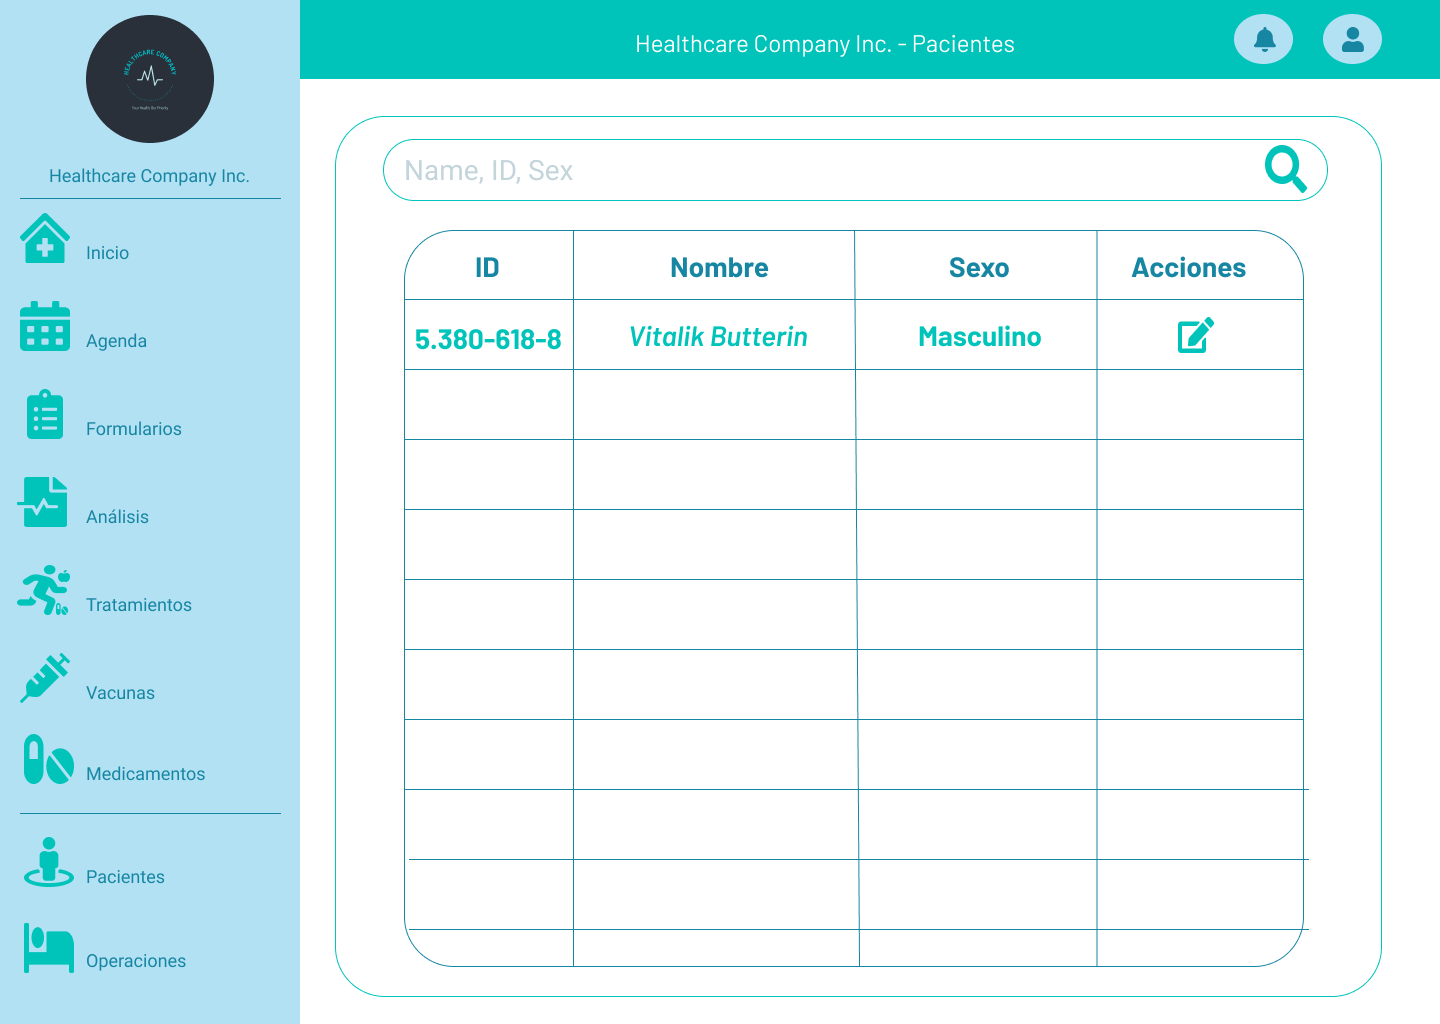 HEALTHCARE COMPANY
Your Health Our Priority
Healthcare Company Inc.
Inicio
Agenda
Formularios
Análisis
Tratamientos
Vacunas
Medicamentos
Pacientes
Operaciones
Healthcare Company Inc. - Pacientes
Name, ID, Sex
ID Nombre Sexo Acciones
5.380-618-8 Vitalik Butterin Masculino